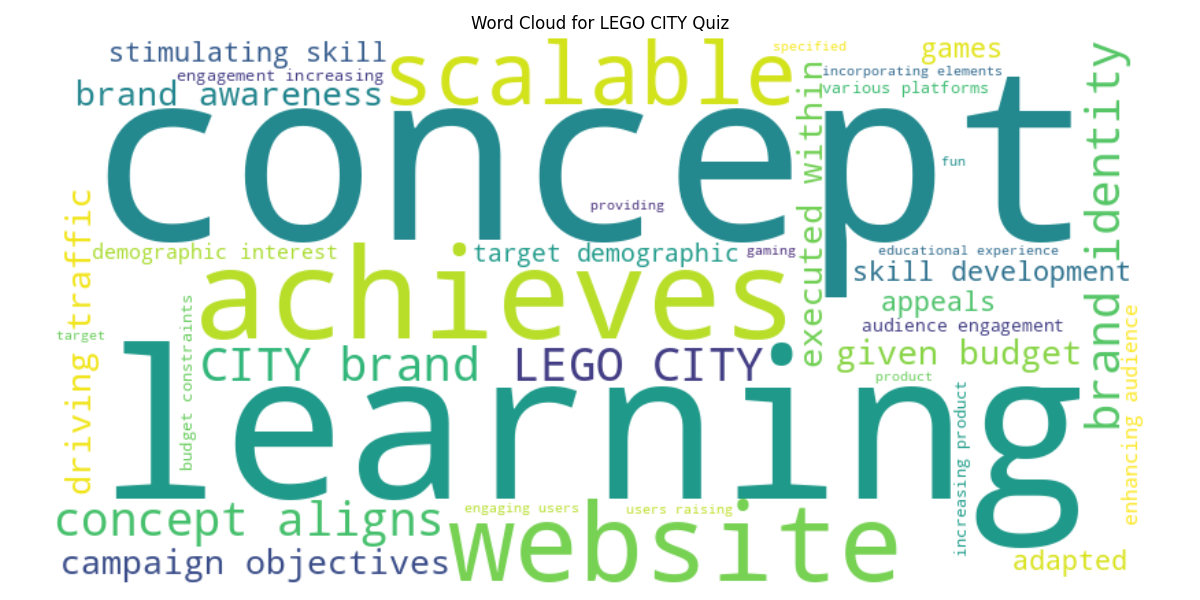 Word Cloud for LEGO CITY Quiz
stimulating skill
scalable
specified
games
engagement increasing
incorporating elements
brand awareness
various platforms
concept
executed within
brand identity
fun
providing
driving traffic
demographic interest
target demographic
gaming
educational experience
achieves
skill development
appeals
target
budget constraints
audience engagement
CITY brand
LEGO CITY
given budget
enhancing audience
learning
product
increasing product
concept aligns
engaging users
users raising
website
campaign objectives
adapted